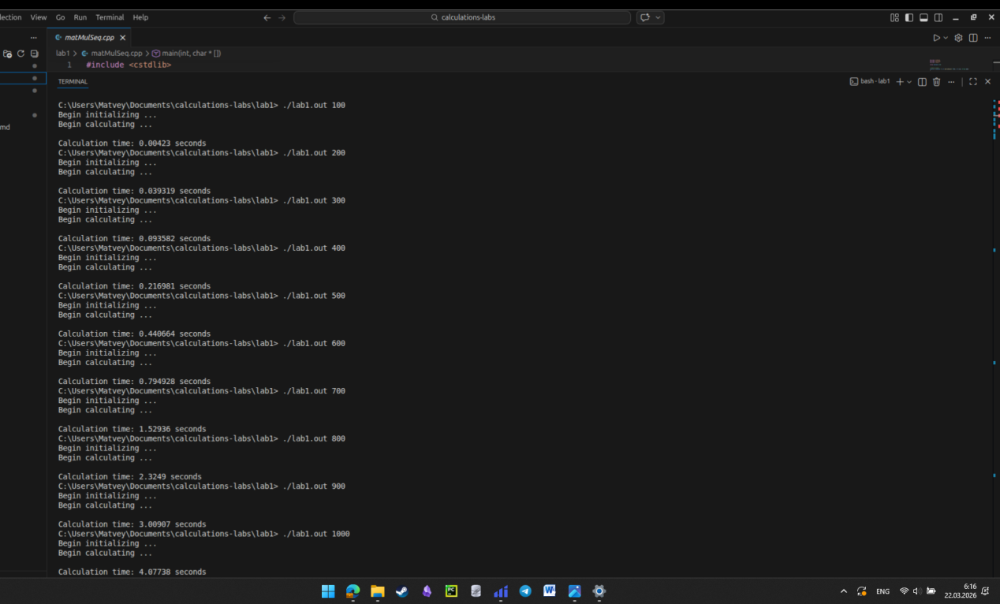 lection View Go Run Terminal Help
calculations-labs
matMulSeq.cpp
lab1 > matMulSeq.cpp > main(int, char * [])
1 #include <cstdlib>
TERMINAL
bash - lab1
md
C:\Users\Matvey\Documents\calculations-labs\lab1> ./lab1.out 100
Begin initializing ...
Begin calculating ...
Calculation time: 0.00423 seconds
C:\Users\Matvey\Documents\calculations-labs\lab1> ./lab1.out 200
Begin initializing ...
Begin calculating ...
Calculation time: 0.039319 seconds
C:\Users\Matvey\Documents\calculations-labs\lab1> ./lab1.out 300
Begin initializing ...
Begin calculating ...
Calculation time: 0.093582 seconds
C:\Users\Matvey\Documents\calculations-labs\lab1> ./lab1.out 400
Begin initializing ...
Begin calculating ...
Calculation time: 0.216981 seconds
C:\Users\Matvey\Documents\calculations-labs\lab1> ./lab1.out 500
Begin initializing ...
Begin calculating ...
Calculation time: 0.440664 seconds
C:\Users\Matvey\Documents\calculations-labs\lab1> ./lab1.out 600
Begin initializing ...
Begin calculating ...
Calculation time: 0.794928 seconds
C:\Users\Matvey\Documents\calculations-labs\lab1> ./lab1.out 700
Begin initializing ...
Begin calculating ...
Calculation time: 1.52936 seconds
C:\Users\Matvey\Documents\calculations-labs\lab1> ./lab1.out 800
Begin initializing ...
Begin calculating ...
Calculation time: 2.3249 seconds
C:\Users\Matvey\Documents\calculations-labs\lab1> ./lab1.out 900
Begin initializing ...
Begin calculating ...
Calculation time: 3.00907 seconds
C:\Users\Matvey\Documents\calculations-labs\lab1> ./lab1.out 1000
Begin initializing ...
Begin calculating ...
Calculation time: 4.07738 seconds
PC
W
ENG
6:16
22.03.2026